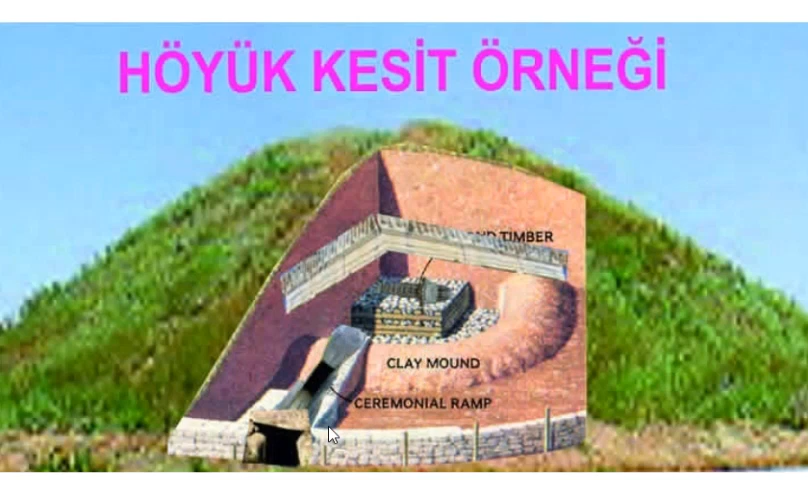 HÖYÜK KESİT ÖRNEĞİ
TIMBER
CLAY MOUND
CEREMONIAL RAMP